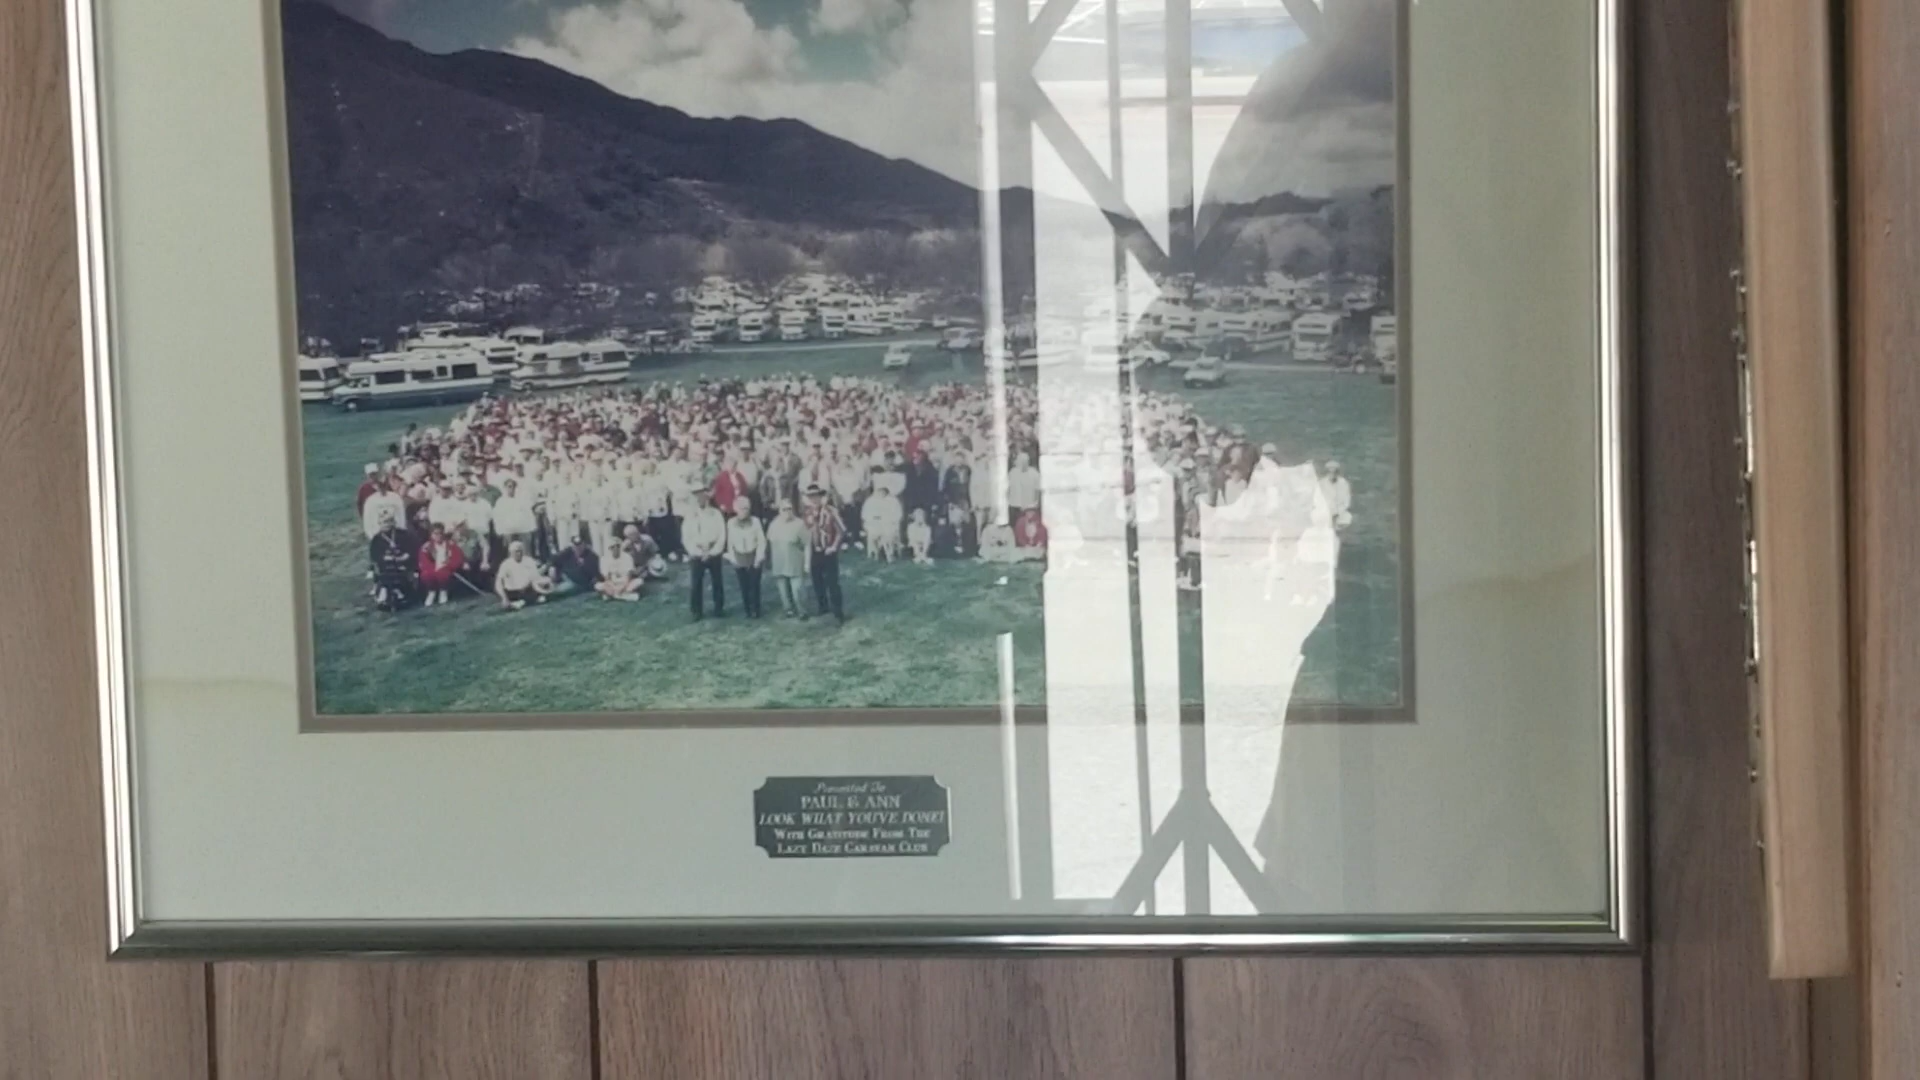 Presented To
PAUL & ANN
LOOK WHAT YOU'VE DONE!
WITH GRATITUDE FROM THE
LAZY DAZE CARAVAN CLUB